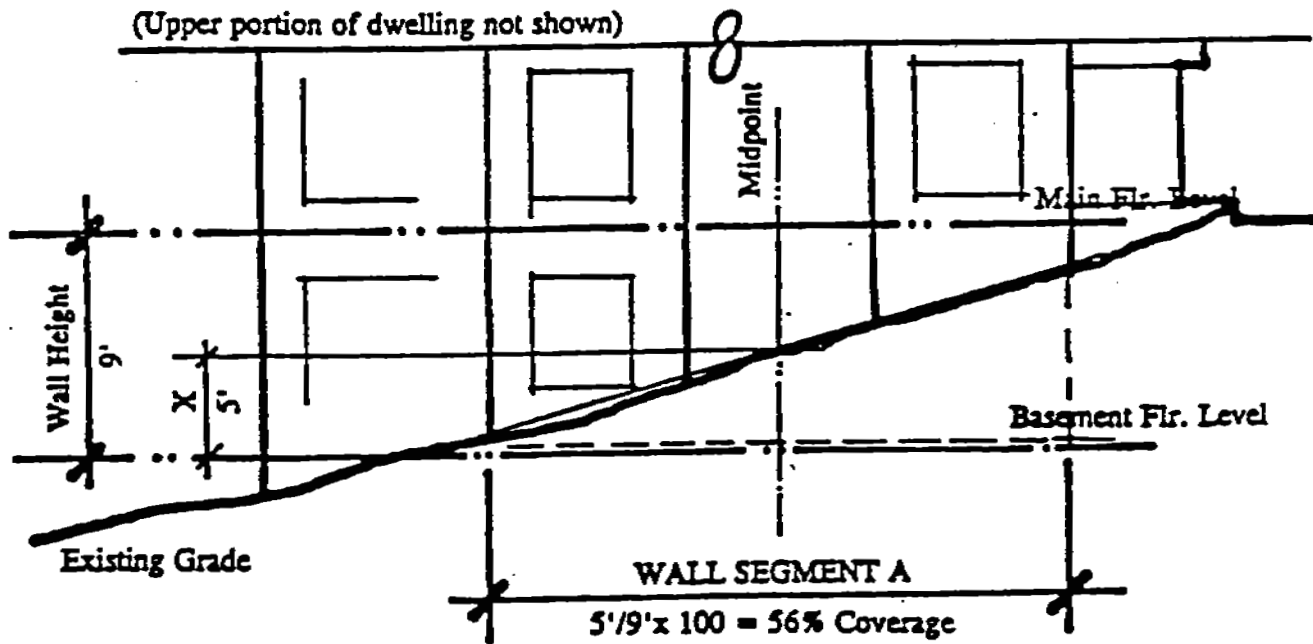 (Upper portion of dwelling not shown)
8
Midpoint
Main Flr.
Wall Height
9'
X
5'
Basement Flr. Level
Existing Grade
WALL SEGMENT A
5'/9'x 100 = 56% Coverage